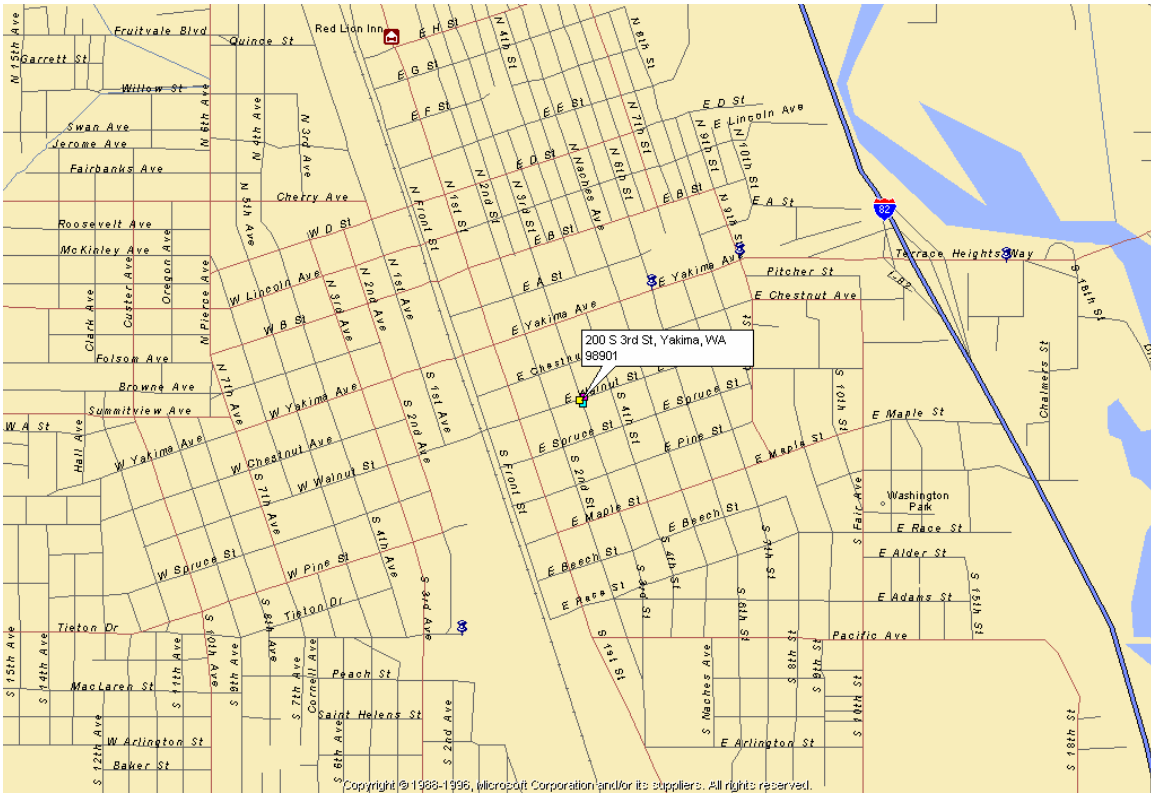 Fruitvale Blvd
Red Lion Inn
E H St
N 4th St
N 6th St
N 15th Ave
Garrett St
Quince St
E G St
Willow St
N 6th Ave
N 4th Ave
N 3rd Ave
E F St
E E St
N 7th St
E D St
E Lincoln Ave
Swan Ave
Jerome Ave
Fairbanks Ave
N 9th St
N 10th St
E D St
N Naches Ave
N 6th St
Cherry Ave
N 5th Ave
N Front St
N 1st St
N 2nd St
N 3rd St
E B St
E A St
82
Roosevelt Ave
W D St
E B St
N 9th St
McKinley Ave
Oregon Ave
Custer Ave
Clark Ave
N Pierce Ave
W Lincoln Ave
N 1st Ave
N 2nd Ave
N 3rd Ave
E A St
E Yakima Ave
Terrace Heights Way
Pitcher St
I-82
S 18th St
E Chestnut Ave
W B St
E Yakima Ave
200 S 3rd St, Yakima, WA
98901
Folsom Ave
E Chestnut
Browne Ave
N 7th Ave
Summitview Ave
W Yakima Ave
S 1st Ave
E Walnut St
S 4th St
E Spruce St
S 10th St
Chalmers St
E Maple St
W A St
Hall Ave
W Yakima Ave
W Chestnut Ave
S 2nd Ave
E Spruce St
E Pine St
E Maple St
W Walnut St
S 7th Ave
S Front St
S 2nd St
Washington
Park
S Fair Ave
E Maple St
E Beech St
E Race St
S 4th Ave
W Spruce St
W Pine St
E Beech St
S 4th St
S 7th St
E Alder St
S 15th St
S 3rd Ave
S 3rd St
E Race St
S 6th St
E Adams St
Tieton Dr
Tieton Dr
S 8th Ave
S 10th Ave
Pacific Ave
S 1st St
S 15th Ave
S 14th Ave
S 11th Ave
S 9th Ave
S 7th Ave
Cornell Ave
Peach St
S Naches Ave
S 8th St
S 9th St
S 10th St
MacLaren St
Saint Helens St
S 2nd Ave
S 18th St
S 12th Ave
W Arlington St
S 6th Ave
E Arlington St
Baker St
Copyright © 1988-1996, Microsoft Corporation and/or its suppliers. All rights reserved.